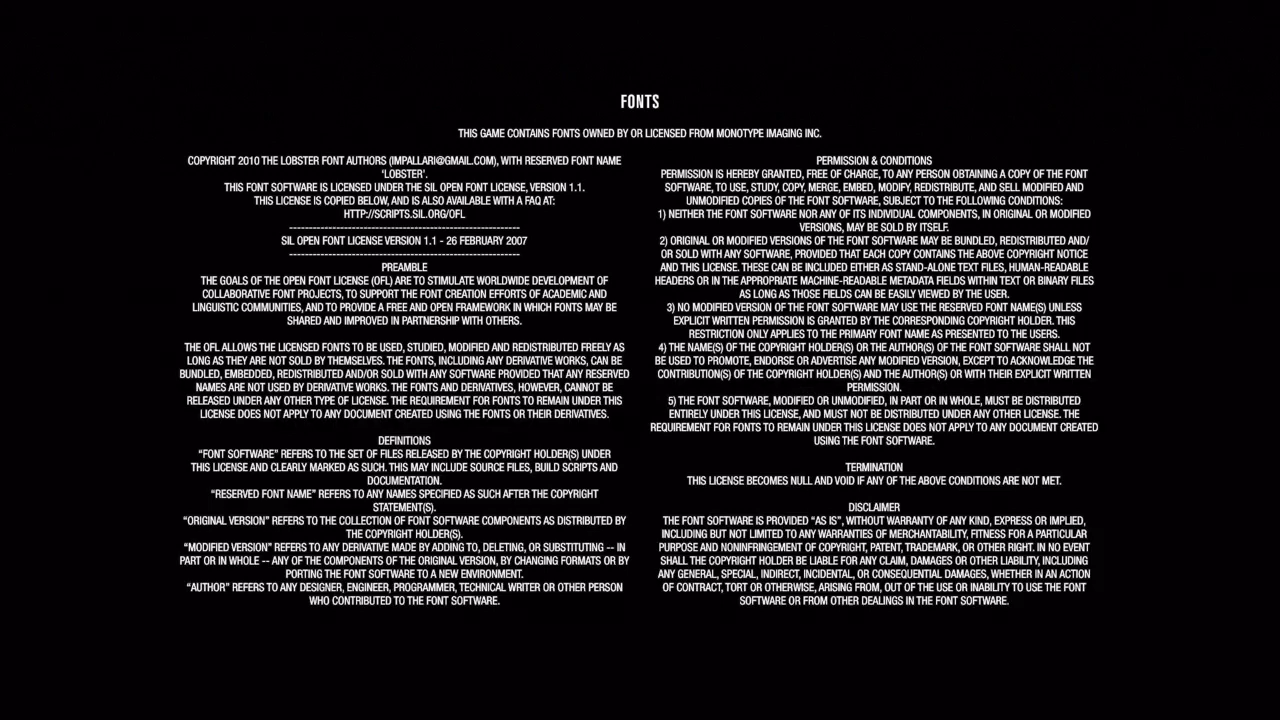 FONTS
THIS GAME CONTAINS FONTS OWNED BY OR LICENSED FROM MONOTYPE IMAGING INC.
COPYRIGHT 2010 THE LOBSTER FONT AUTHORS (IMPALLARI@GMAIL.COM), WITH RESERVED FONT NAME
‘LOBSTER’.
THIS FONT SOFTWARE IS LICENSED UNDER THE SIL OPEN FONT LICENSE, VERSION 1.1.
THIS LICENSE IS COPIED BELOW, AND IS ALSO AVAILABLE WITH A FAQ AT:
HTTP://SCRIPTS.SIL.ORG/OFL
-----------------------------------------------------------
SIL OPEN FONT LICENSE VERSION 1.1 - 26 FEBRUARY 2007
-----------------------------------------------------------
PREAMBLE
THE GOALS OF THE OPEN FONT LICENSE (OFL) ARE TO STIMULATE WORLDWIDE DEVELOPMENT OF
COLLABORATIVE FONT PROJECTS, TO SUPPORT THE FONT CREATION EFFORTS OF ACADEMIC AND
LINGUISTIC COMMUNITIES, AND TO PROVIDE A FREE AND OPEN FRAMEWORK IN WHICH FONTS MAY BE
SHARED AND IMPROVED IN PARTNERSHIP WITH OTHERS.
THE OFL ALLOWS THE LICENSED FONTS TO BE USED, STUDIED, MODIFIED AND REDISTRIBUTED FREELY AS
LONG AS THEY ARE NOT SOLD BY THEMSELVES. THE FONTS, INCLUDING ANY DERIVATIVE WORKS, CAN BE
BUNDLED, EMBEDDED, REDISTRIBUTED AND/OR SOLD WITH ANY SOFTWARE PROVIDED THAT ANY RESERVED
NAMES ARE NOT USED BY DERIVATIVE WORKS. THE FONTS AND DERIVATIVES, HOWEVER, CANNOT BE
RELEASED UNDER ANY OTHER TYPE OF LICENSE. THE REQUIREMENT FOR FONTS TO REMAIN UNDER THIS
LICENSE DOES NOT APPLY TO ANY DOCUMENT CREATED USING THE FONTS OR THEIR DERIVATIVES.
DEFINITIONS
“FONT SOFTWARE” REFERS TO THE SET OF FILES RELEASED BY THE COPYRIGHT HOLDER(S) UNDER
THIS LICENSE AND CLEARLY MARKED AS SUCH. THIS MAY INCLUDE SOURCE FILES, BUILD SCRIPTS AND
DOCUMENTATION.
“RESERVED FONT NAME” REFERS TO ANY NAMES SPECIFIED AS SUCH AFTER THE COPYRIGHT
STATEMENT(S).
“ORIGINAL VERSION” REFERS TO THE COLLECTION OF FONT SOFTWARE COMPONENTS AS DISTRIBUTED BY
THE COPYRIGHT HOLDER(S).
“MODIFIED VERSION” REFERS TO ANY DERIVATIVE MADE BY ADDING TO, DELETING, OR SUBSTITUTING -- IN
PART OR IN WHOLE -- ANY OF THE COMPONENTS OF THE ORIGINAL VERSION, BY CHANGING FORMATS OR BY
PORTING THE FONT SOFTWARE TO A NEW ENVIRONMENT.
“AUTHOR” REFERS TO ANY DESIGNER, ENGINEER, PROGRAMMER, TECHNICAL WRITER OR OTHER PERSON
WHO CONTRIBUTED TO THE FONT SOFTWARE.
PERMISSION & CONDITIONS
PERMISSION IS HEREBY GRANTED, FREE OF CHARGE, TO ANY PERSON OBTAINING A COPY OF THE FONT
SOFTWARE, TO USE, STUDY, COPY, MERGE, EMBED, MODIFY, REDISTRIBUTE, AND SELL MODIFIED AND
UNMODIFIED COPIES OF THE FONT SOFTWARE, SUBJECT TO THE FOLLOWING CONDITIONS:
1) NEITHER THE FONT SOFTWARE NOR ANY OF ITS INDIVIDUAL COMPONENTS, IN ORIGINAL OR MODIFIED
VERSIONS, MAY BE SOLD BY ITSELF.
2) ORIGINAL OR MODIFIED VERSIONS OF THE FONT SOFTWARE MAY BE BUNDLED, REDISTRIBUTED AND/
OR SOLD WITH ANY SOFTWARE, PROVIDED THAT EACH COPY CONTAINS THE ABOVE COPYRIGHT NOTICE
AND THIS LICENSE. THESE CAN BE INCLUDED EITHER AS STAND-ALONE TEXT FILES, HUMAN-READABLE
HEADERS OR IN THE APPROPRIATE MACHINE-READABLE METADATA FIELDS WITHIN TEXT OR BINARY FILES
AS LONG AS THOSE FIELDS CAN BE EASILY VIEWED BY THE USER.
3) NO MODIFIED VERSION OF THE FONT SOFTWARE MAY USE THE RESERVED FONT NAME(S) UNLESS
EXPLICIT WRITTEN PERMISSION IS GRANTED BY THE CORRESPONDING COPYRIGHT HOLDER. THIS
RESTRICTION ONLY APPLIES TO THE PRIMARY FONT NAME AS PRESENTED TO THE USERS.
4) THE NAME(S) OF THE COPYRIGHT HOLDER(S) OR THE AUTHOR(S) OF THE FONT SOFTWARE SHALL NOT
BE USED TO PROMOTE, ENDORSE OR ADVERTISE ANY MODIFIED VERSION, EXCEPT TO ACKNOWLEDGE THE
CONTRIBUTION(S) OF THE COPYRIGHT HOLDER(S) AND THE AUTHOR(S) OR WITH THEIR EXPLICIT WRITTEN
PERMISSION.
5) THE FONT SOFTWARE, MODIFIED OR UNMODIFIED, IN PART OR IN WHOLE, MUST BE DISTRIBUTED
ENTIRELY UNDER THIS LICENSE, AND MUST NOT BE DISTRIBUTED UNDER ANY OTHER LICENSE. THE
REQUIREMENT FOR FONTS TO REMAIN UNDER THIS LICENSE DOES NOT APPLY TO ANY DOCUMENT CREATED
USING THE FONT SOFTWARE.
TERMINATION
THIS LICENSE BECOMES NULL AND VOID IF ANY OF THE ABOVE CONDITIONS ARE NOT MET.
DISCLAIMER
THE FONT SOFTWARE IS PROVIDED “AS IS”, WITHOUT WARRANTY OF ANY KIND, EXPRESS OR IMPLIED,
INCLUDING BUT NOT LIMITED TO ANY WARRANTIES OF MERCHANTABILITY, FITNESS FOR A PARTICULAR
PURPOSE AND NONINFRINGEMENT OF COPYRIGHT, PATENT, TRADEMARK, OR OTHER RIGHT. IN NO EVENT
SHALL THE COPYRIGHT HOLDER BE LIABLE FOR ANY CLAIM, DAMAGES OR OTHER LIABILITY, INCLUDING
ANY GENERAL, SPECIAL, INDIRECT, INCIDENTAL, OR CONSEQUENTIAL DAMAGES, WHETHER IN AN ACTION
OF CONTRACT, TORT OR OTHERWISE, ARISING FROM, OUT OF THE USE OR INABILITY TO USE THE FONT
SOFTWARE OR FROM OTHER DEALINGS IN THE FONT SOFTWARE.